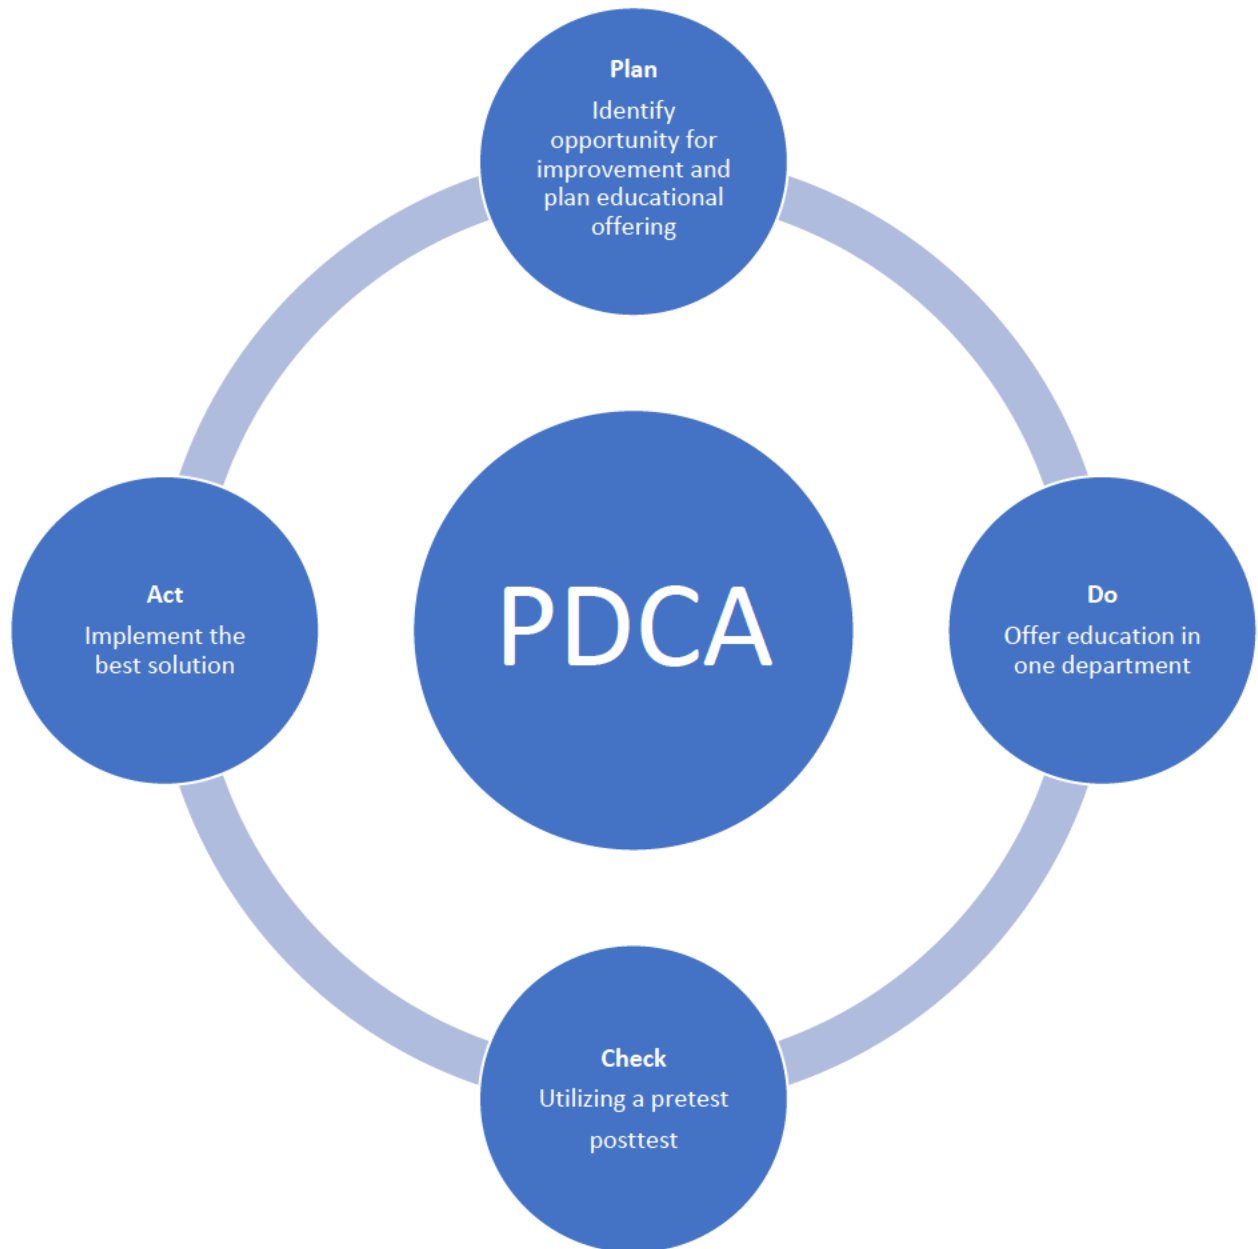 Plan
Identify
opportunity for
improvement and
plan educational
offering
Act
Implement the
best solution
PDCA
Do
Offer education in
one department
Check
Utilizing a pretest
posttest